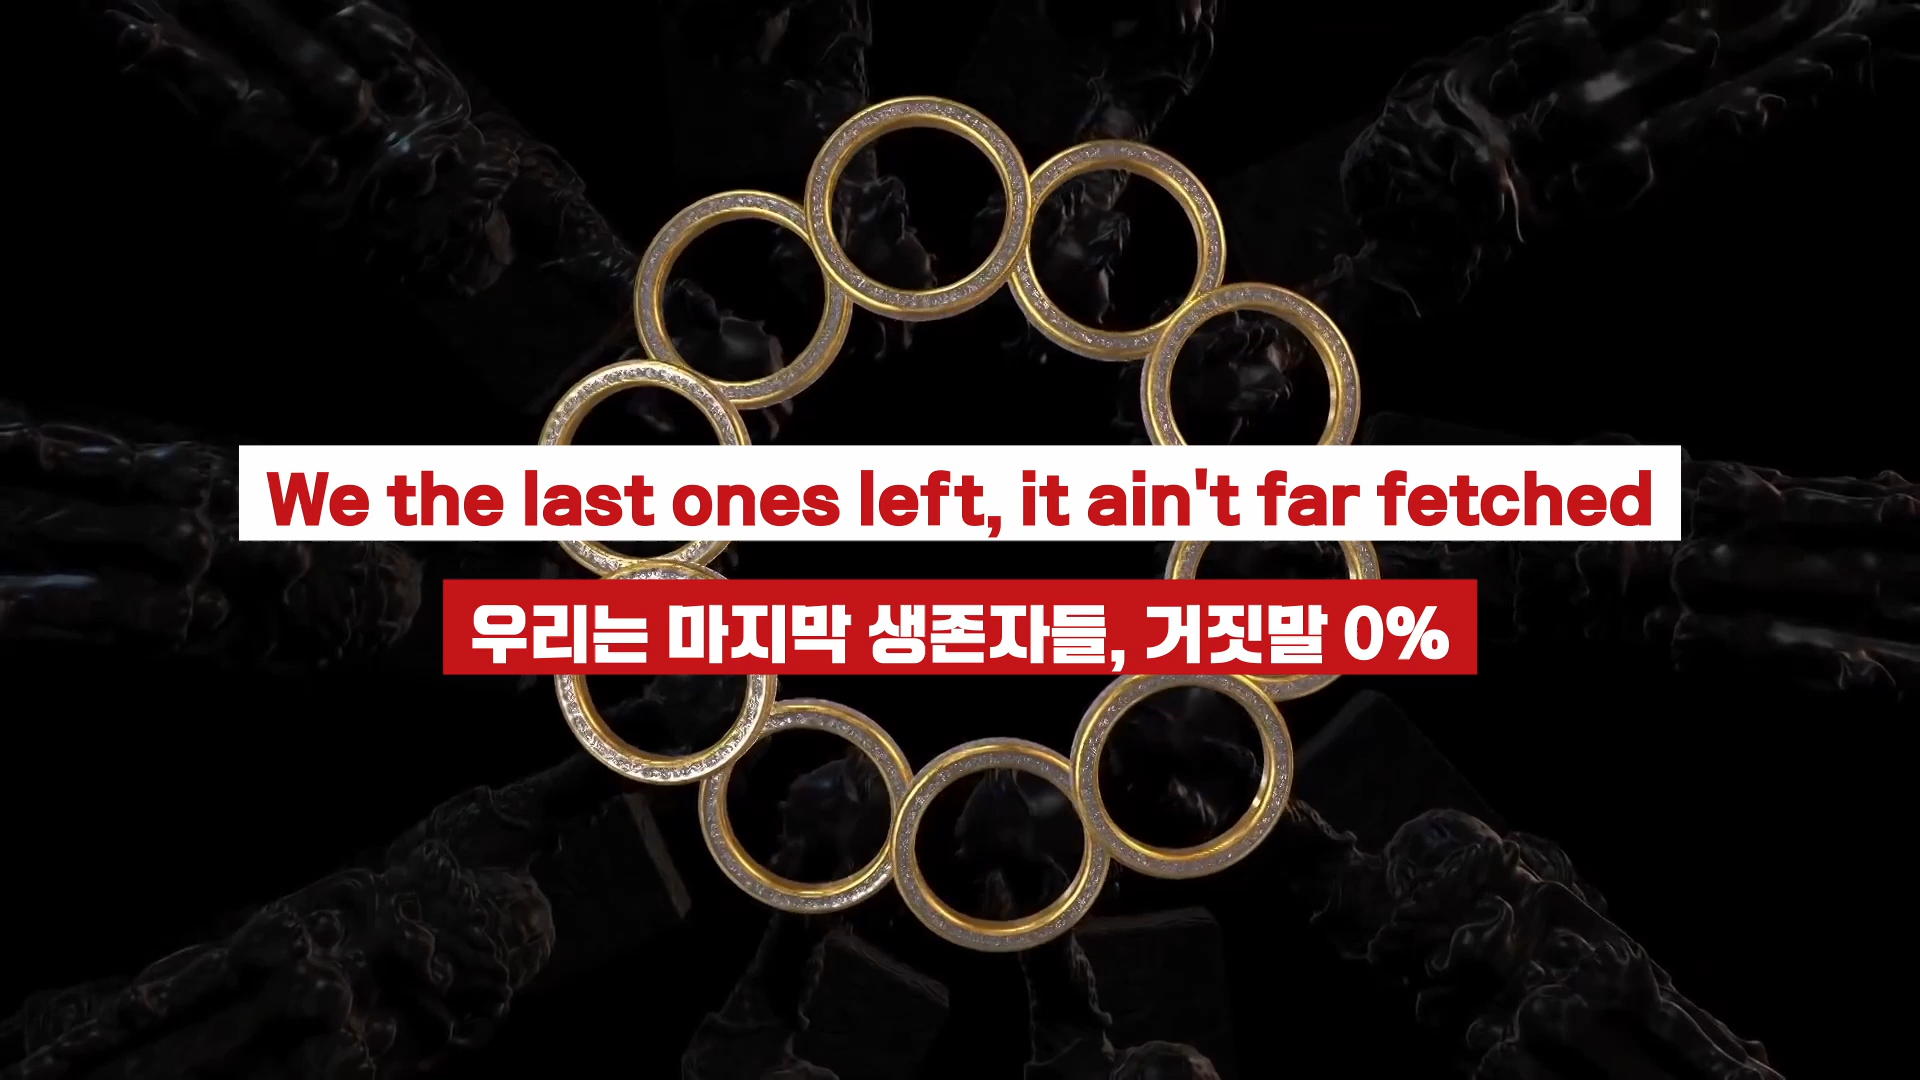 We the last ones left, it ain't far fetched
우리는 마지막 생존자들, 거짓말 0%